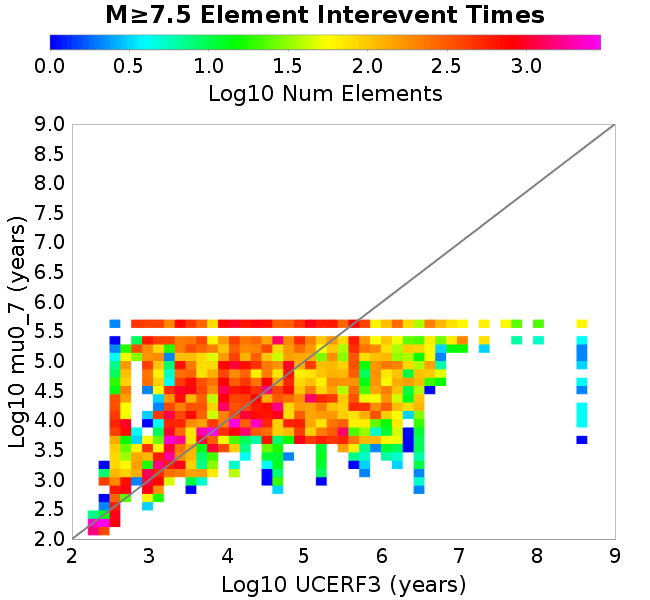 M≥7.5 Element Interevent Times
0.0 0.5 1.0 1.5 2.0 2.5 3.0
Log10 Num Elements
9.0
8.5
8.0
7.5
7.0
6.5
6.0
5.5
5.0
4.5
4.0
3.5
3.0
2.5
2.0
Log10 mu0_7 (years)
2 3 4 5 6 7 8 9
Log10 UCERF3 (years)